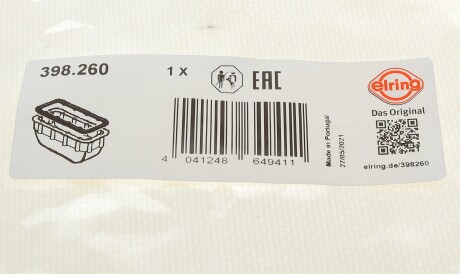 398.260
1 x
EAC
elring
Das Original
4 041248 649411
Made in Portugal
27/05/2021
elring.de/398260